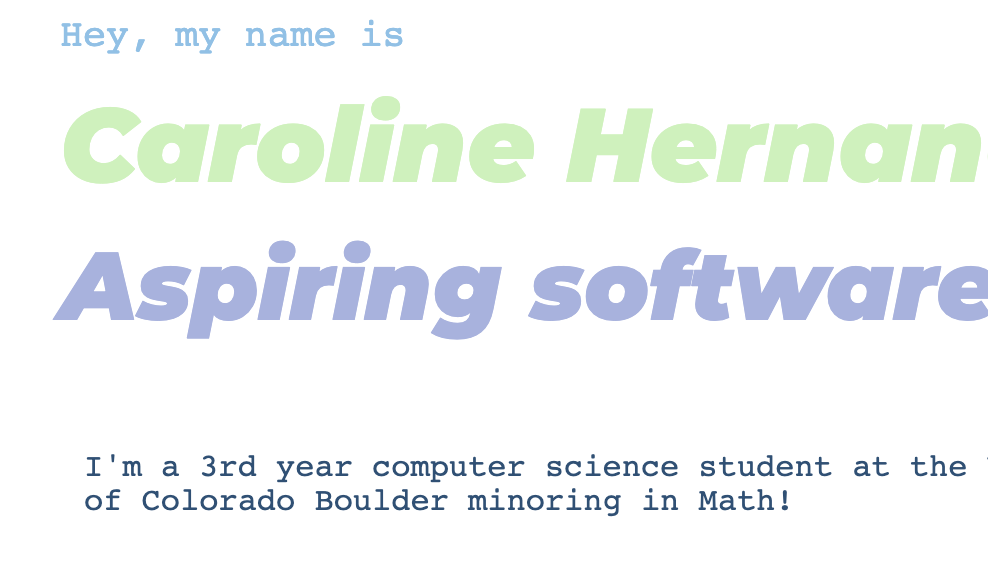 Hey, my name is
Caroline Hernan
Aspiring software
I'm a 3rd year computer science student at the
of Colorado Boulder minoring in Math!